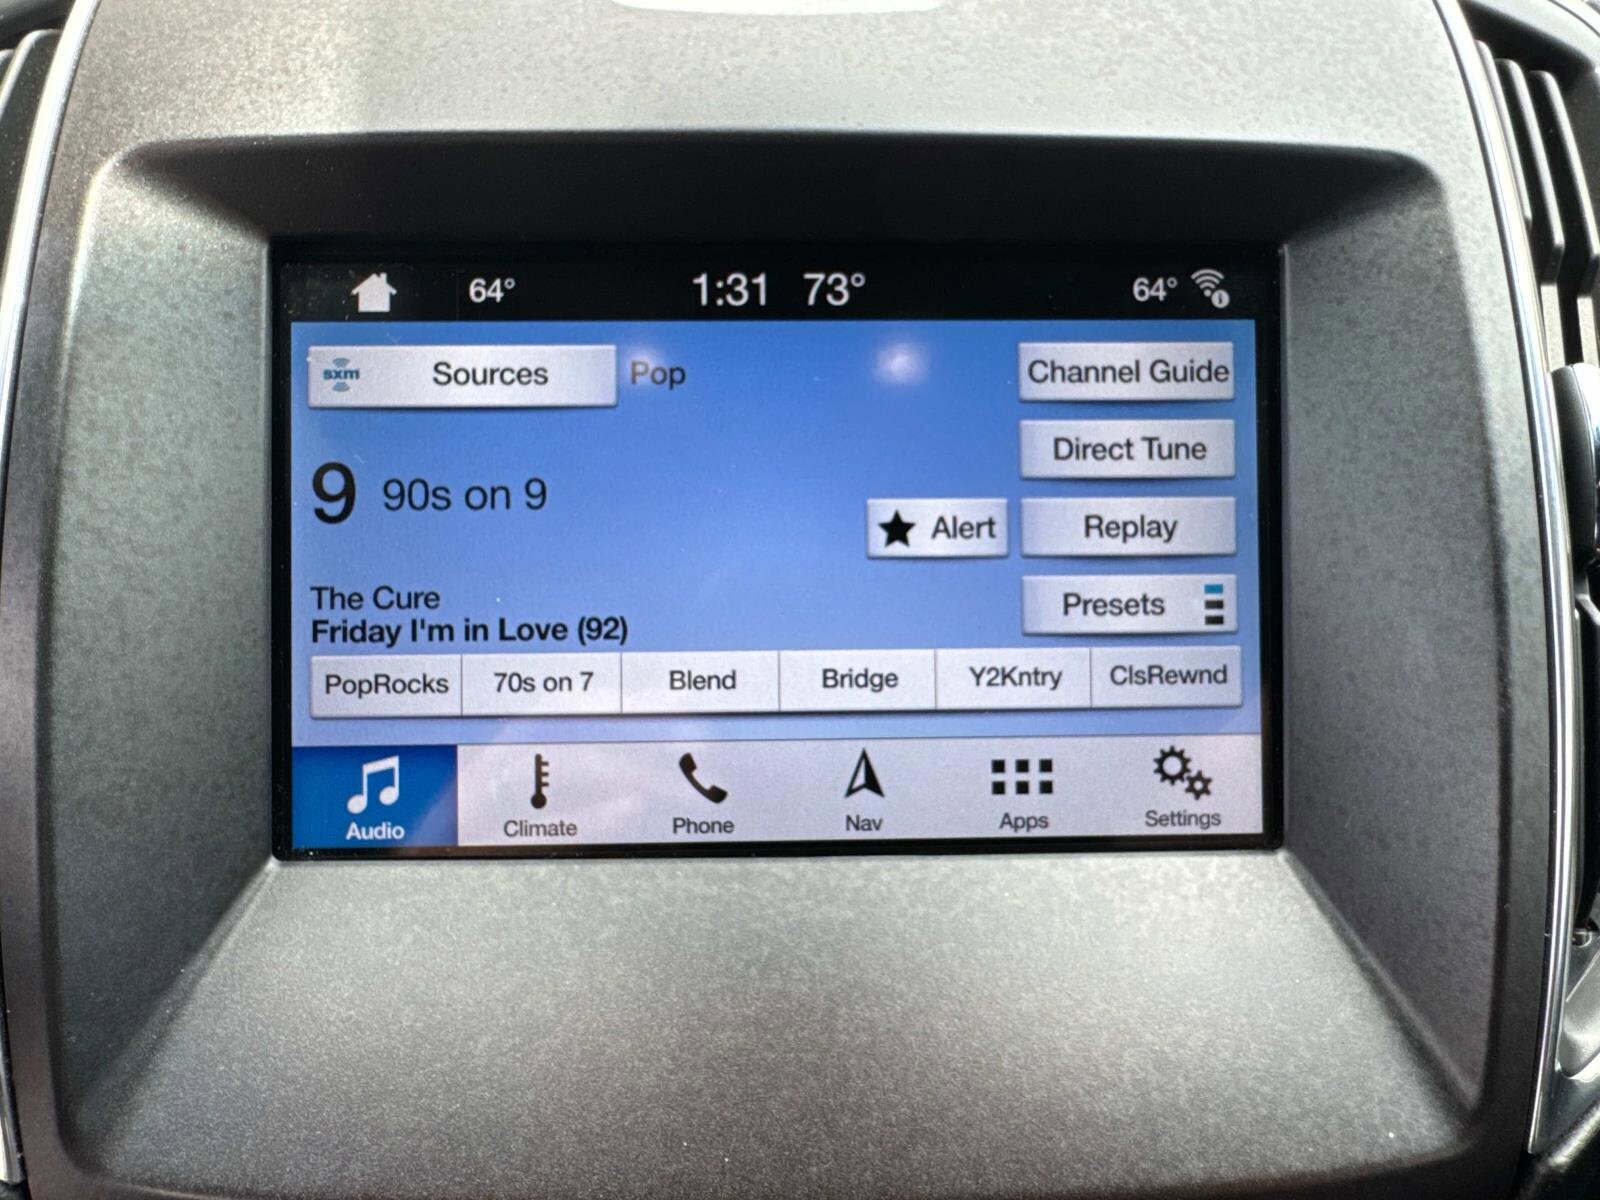 64° 1:31 73° 64°
sxm Sources Pop Channel Guide
Direct Tune
9 90s on 9
Alert Replay
The Cure
Presets
Friday I'm in Love (92)
PopRocks 70s on 7 Blend Bridge Y2Kntry ClsRewnd
Audio Climate Phone Nav Apps Settings